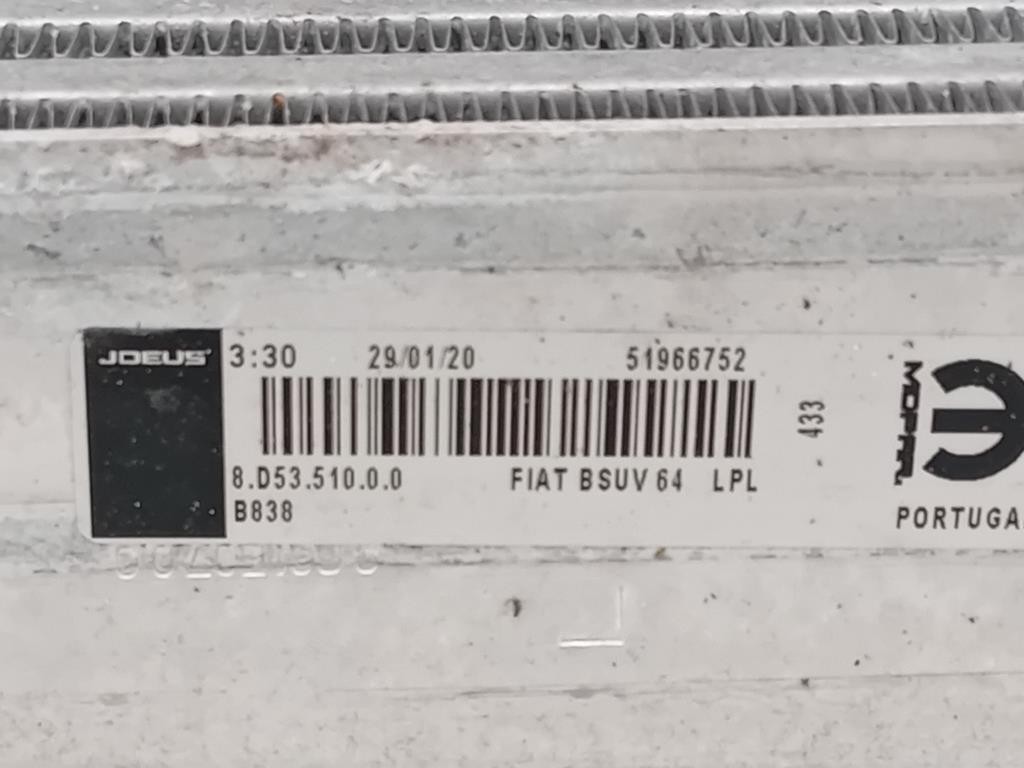 JDEUS 3:30 29/01/20 51966752
433
MOPAR
8.D53.510.0.0 FIAT BSUV 64 LPL
B838
PORTUGA